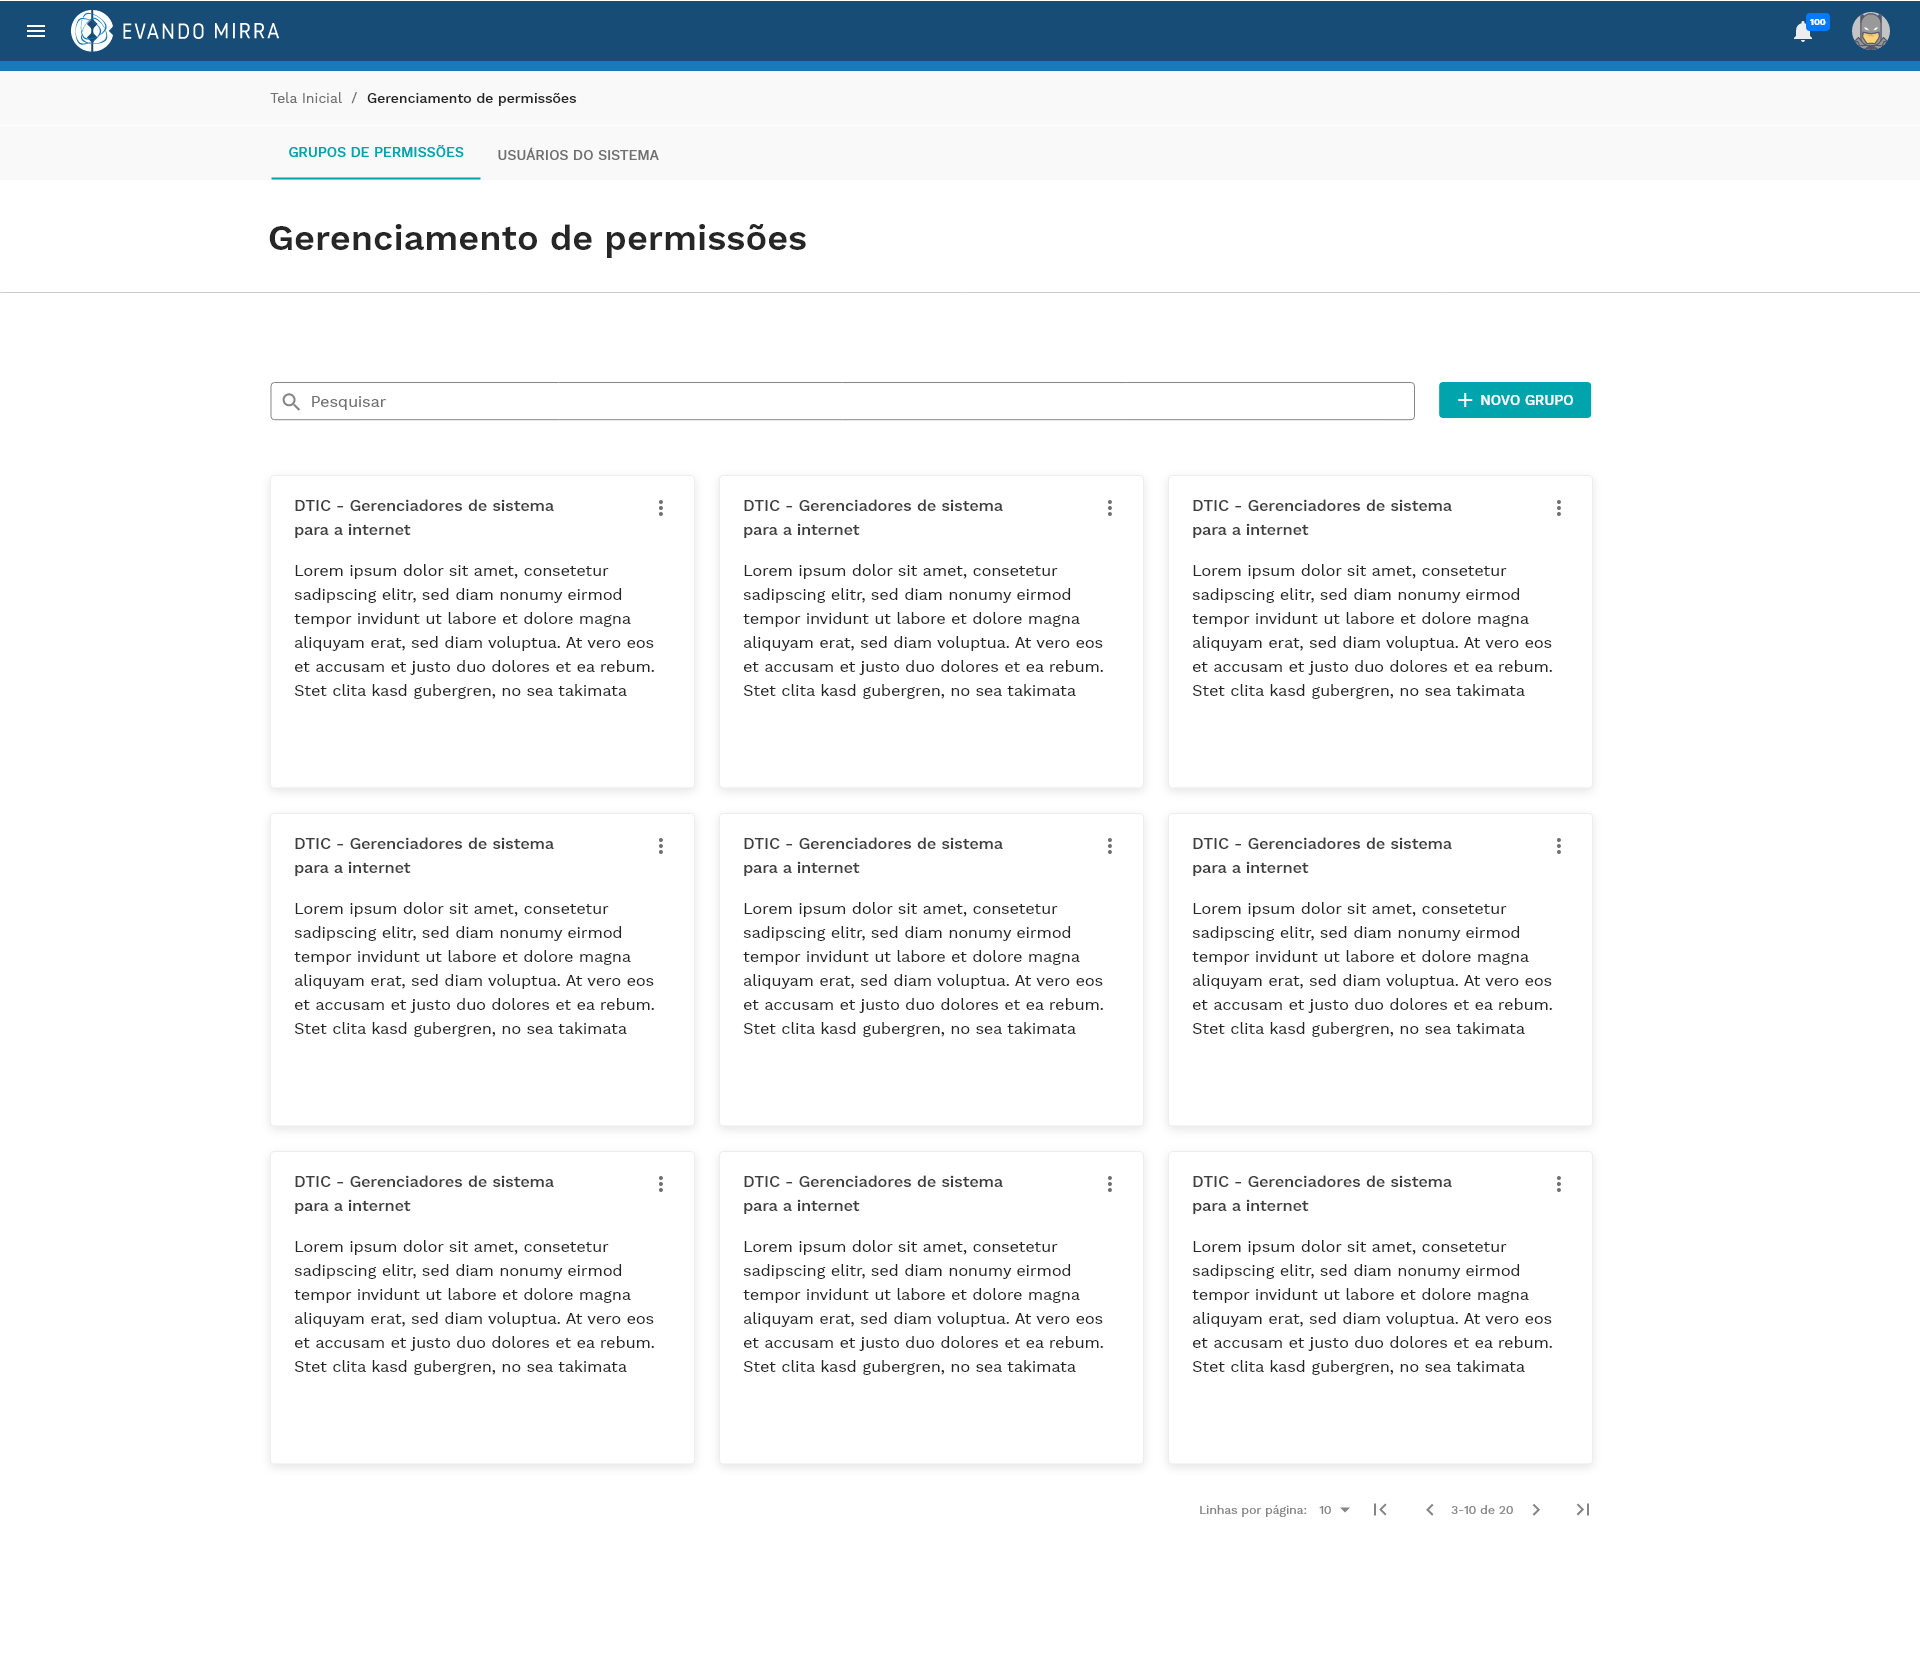 EVANDO MIRRA
100
Tela Inicial / Gerenciamento de permissões
GRUPOS DE PERMISSÕES
USUÁRIOS DO SISTEMA
Gerenciamento de permissões
Pesquisar
NOVO GRUPO
DTIC - Gerenciadores de sistema
para a internet
Lorem ipsum dolor sit amet, consetetur
sadipscing elitr, sed diam nonumy eirmod
tempor invidunt ut labore et dolore magna
aliquyam erat, sed diam voluptua. At vero eos
et accusam et justo duo dolores et ea rebum.
Stet clita kasd gubergren, no sea takimata
DTIC - Gerenciadores de sistema
para a internet
Lorem ipsum dolor sit amet, consetetur
sadipscing elitr, sed diam nonumy eirmod
tempor invidunt ut labore et dolore magna
aliquyam erat, sed diam voluptua. At vero eos
et accusam et justo duo dolores et ea rebum.
Stet clita kasd gubergren, no sea takimata
DTIC - Gerenciadores de sistema
para a internet
Lorem ipsum dolor sit amet, consetetur
sadipscing elitr, sed diam nonumy eirmod
tempor invidunt ut labore et dolore magna
aliquyam erat, sed diam voluptua. At vero eos
et accusam et justo duo dolores et ea rebum.
Stet clita kasd gubergren, no sea takimata
DTIC - Gerenciadores de sistema
para a internet
Lorem ipsum dolor sit amet, consetetur
sadipscing elitr, sed diam nonumy eirmod
tempor invidunt ut labore et dolore magna
aliquyam erat, sed diam voluptua. At vero eos
et accusam et justo duo dolores et ea rebum.
Stet clita kasd gubergren, no sea takimata
DTIC - Gerenciadores de sistema
para a internet
Lorem ipsum dolor sit amet, consetetur
sadipscing elitr, sed diam nonumy eirmod
tempor invidunt ut labore et dolore magna
aliquyam erat, sed diam voluptua. At vero eos
et accusam et justo duo dolores et ea rebum.
Stet clita kasd gubergren, no sea takimata
DTIC - Gerenciadores de sistema
para a internet
Lorem ipsum dolor sit amet, consetetur
sadipscing elitr, sed diam nonumy eirmod
tempor invidunt ut labore et dolore magna
aliquyam erat, sed diam voluptua. At vero eos
et accusam et justo duo dolores et ea rebum.
Stet clita kasd gubergren, no sea takimata
DTIC - Gerenciadores de sistema
para a internet
Lorem ipsum dolor sit amet, consetetur
sadipscing elitr, sed diam nonumy eirmod
tempor invidunt ut labore et dolore magna
aliquyam erat, sed diam voluptua. At vero eos
et accusam et justo duo dolores et ea rebum.
Stet clita kasd gubergren, no sea takimata
DTIC - Gerenciadores de sistema
para a internet
Lorem ipsum dolor sit amet, consetetur
sadipscing elitr, sed diam nonumy eirmod
tempor invidunt ut labore et dolore magna
aliquyam erat, sed diam voluptua. At vero eos
et accusam et justo duo dolores et ea rebum.
Stet clita kasd gubergren, no sea takimata
DTIC - Gerenciadores de sistema
para a internet
Lorem ipsum dolor sit amet, consetetur
sadipscing elitr, sed diam nonumy eirmod
tempor invidunt ut labore et dolore magna
aliquyam erat, sed diam voluptua. At vero eos
et accusam et justo duo dolores et ea rebum.
Stet clita kasd gubergren, no sea takimata
Linhas por página: 10
3-10 de 20